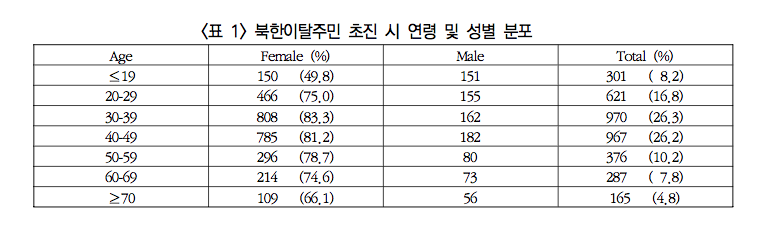 <표 1> 북한이탈주민 초진 시 연령 및 성별 분포
Age Female (%) Male Total (%)
≤19 150 (49.8) 151 301 ( 8.2)
20-29 466 (75.0) 155 621 (16.8)
30-39 808 (83.3) 162 970 (26.3)
40-49 785 (81.2) 182 967 (26.2)
50-59 296 (78.7) 80 376 (10.2)
60-69 214 (74.6) 73 287 ( 7.8)
≥70 109 (66.1) 56 165 (4.8)